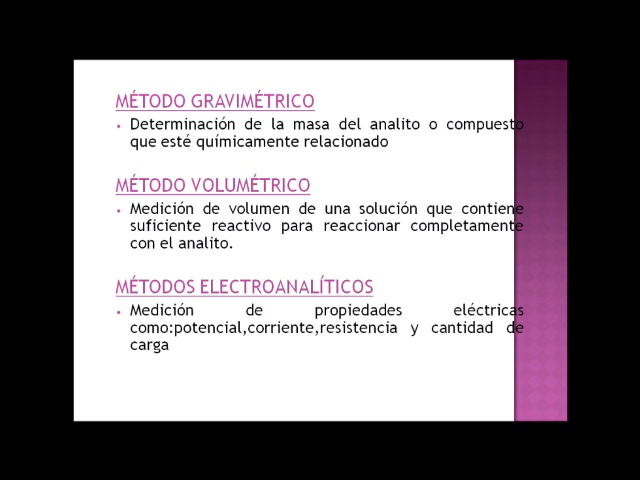 MÉTODO GRAVIMÉTRICO
• Determinación de la masa del analito o compuesto
que esté químicamente relacionado
MÉTODO VOLUMÉTRICO
• Medición de volumen de una solución que contiene
suficiente reactivo para reaccionar completamente
con el analito.
MÉTODOS ELECTROANALÍTICOS
• Medición de propiedades eléctricas
como:potencial,corriente,resistencia y cantidad de
carga